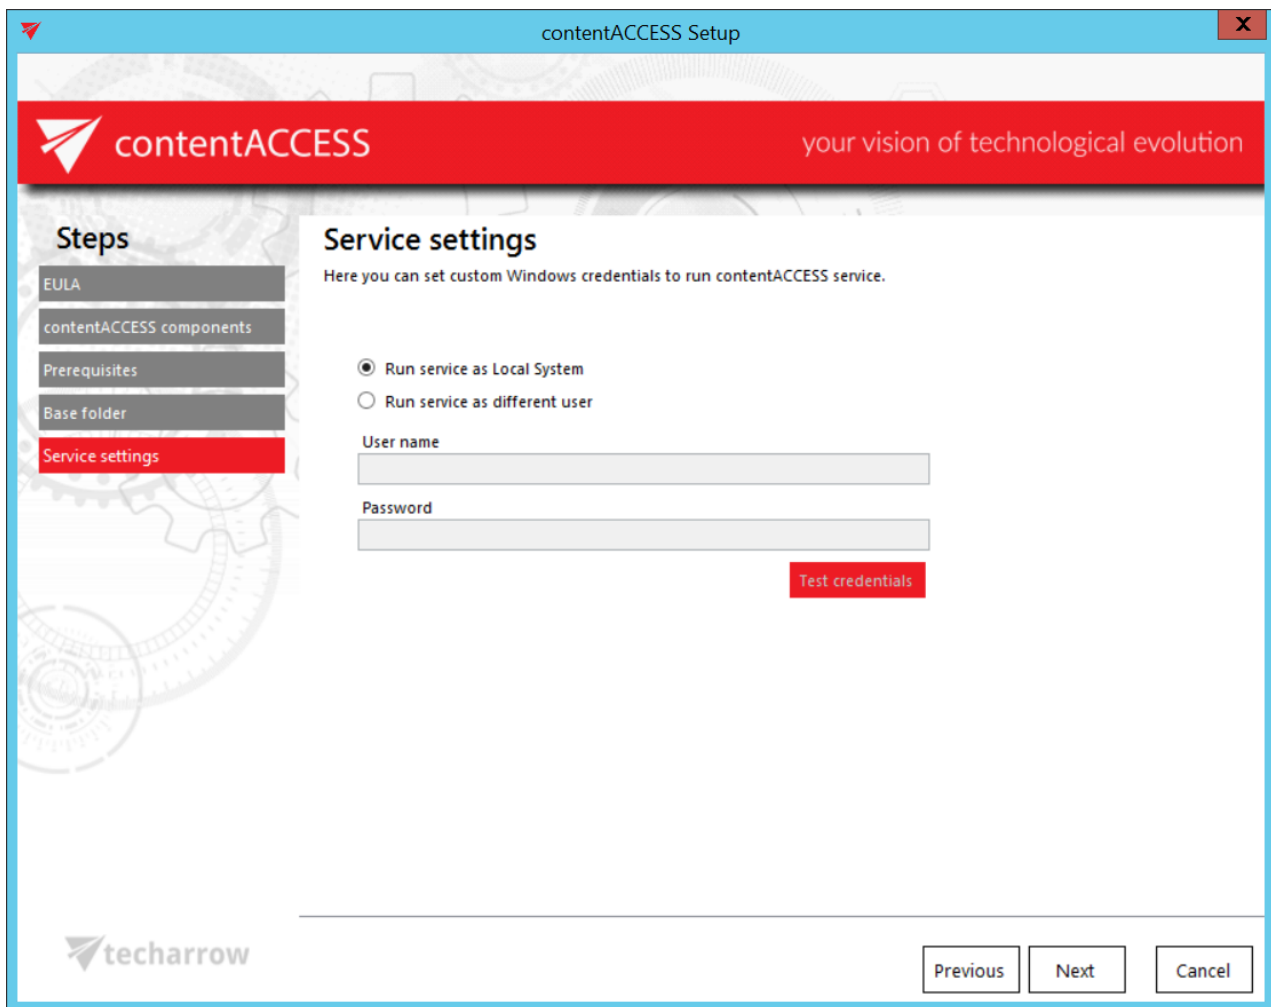 contentACCESS Setup
X
contentACCESS
your vision of technological evolution
Steps
EULA
contentACCESS components
Prerequisites
Base folder
Service settings
Service settings
Here you can set custom Windows credentials to run contentACCESS service.
Run service as Local System
Run service as different user
User name
Password
Test credentials
techarrow
Previous
Next
Cancel